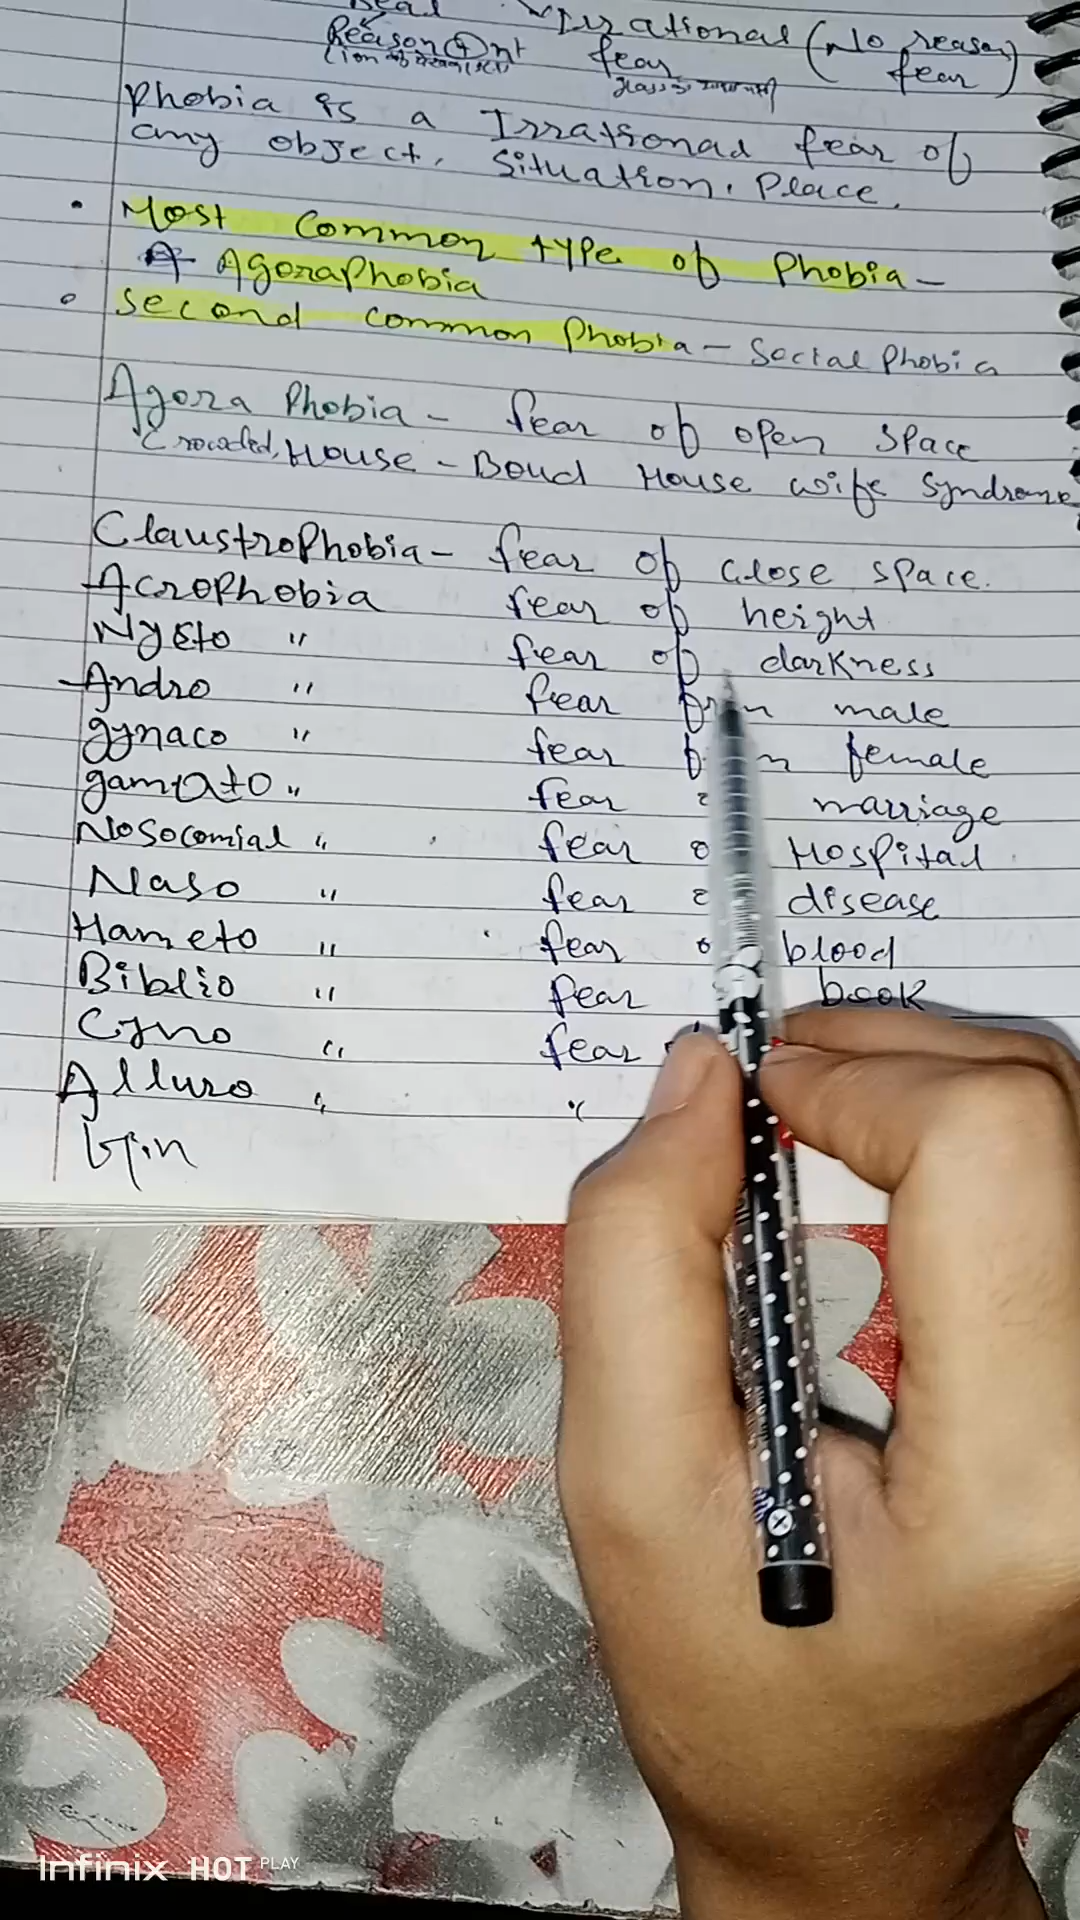 Irrational (No reason
Reason + nt fear fear)
Phobia is a Irrational fear of
any object, Situation. Place.
• Most Common type of Phobia -
A Agoraphobia
• Second common Phobia - Social Phobia
Agora Phobia - fear of open space
Crowded, House - Boud House wife Syndrome
Claustrophobia - fear of close space.
Acrophobia fear of height
Nycto " fear of darkness
Andro " fear from male
gynaco " fear female
gamato " fear marriage
Nosocomial " fear Hospital
Naso " fear disease
Hameto " fear blood
Biblio " fear book
Cyno " fear
Alluro " "
Infinix HOT PLAY